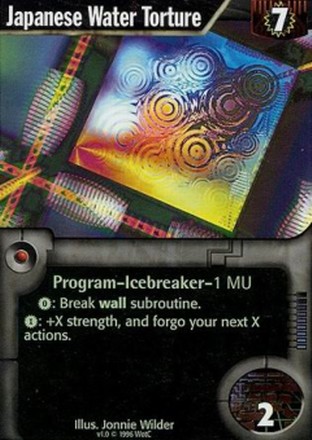 Japanese Water Torture
7
Program-Icebreaker-1 MU
0: Break wall subroutine.
1: +X strength, and forgo your next X
actions.
Illus. Jonnie Wilder
v1.0 © 1996 WotC
2